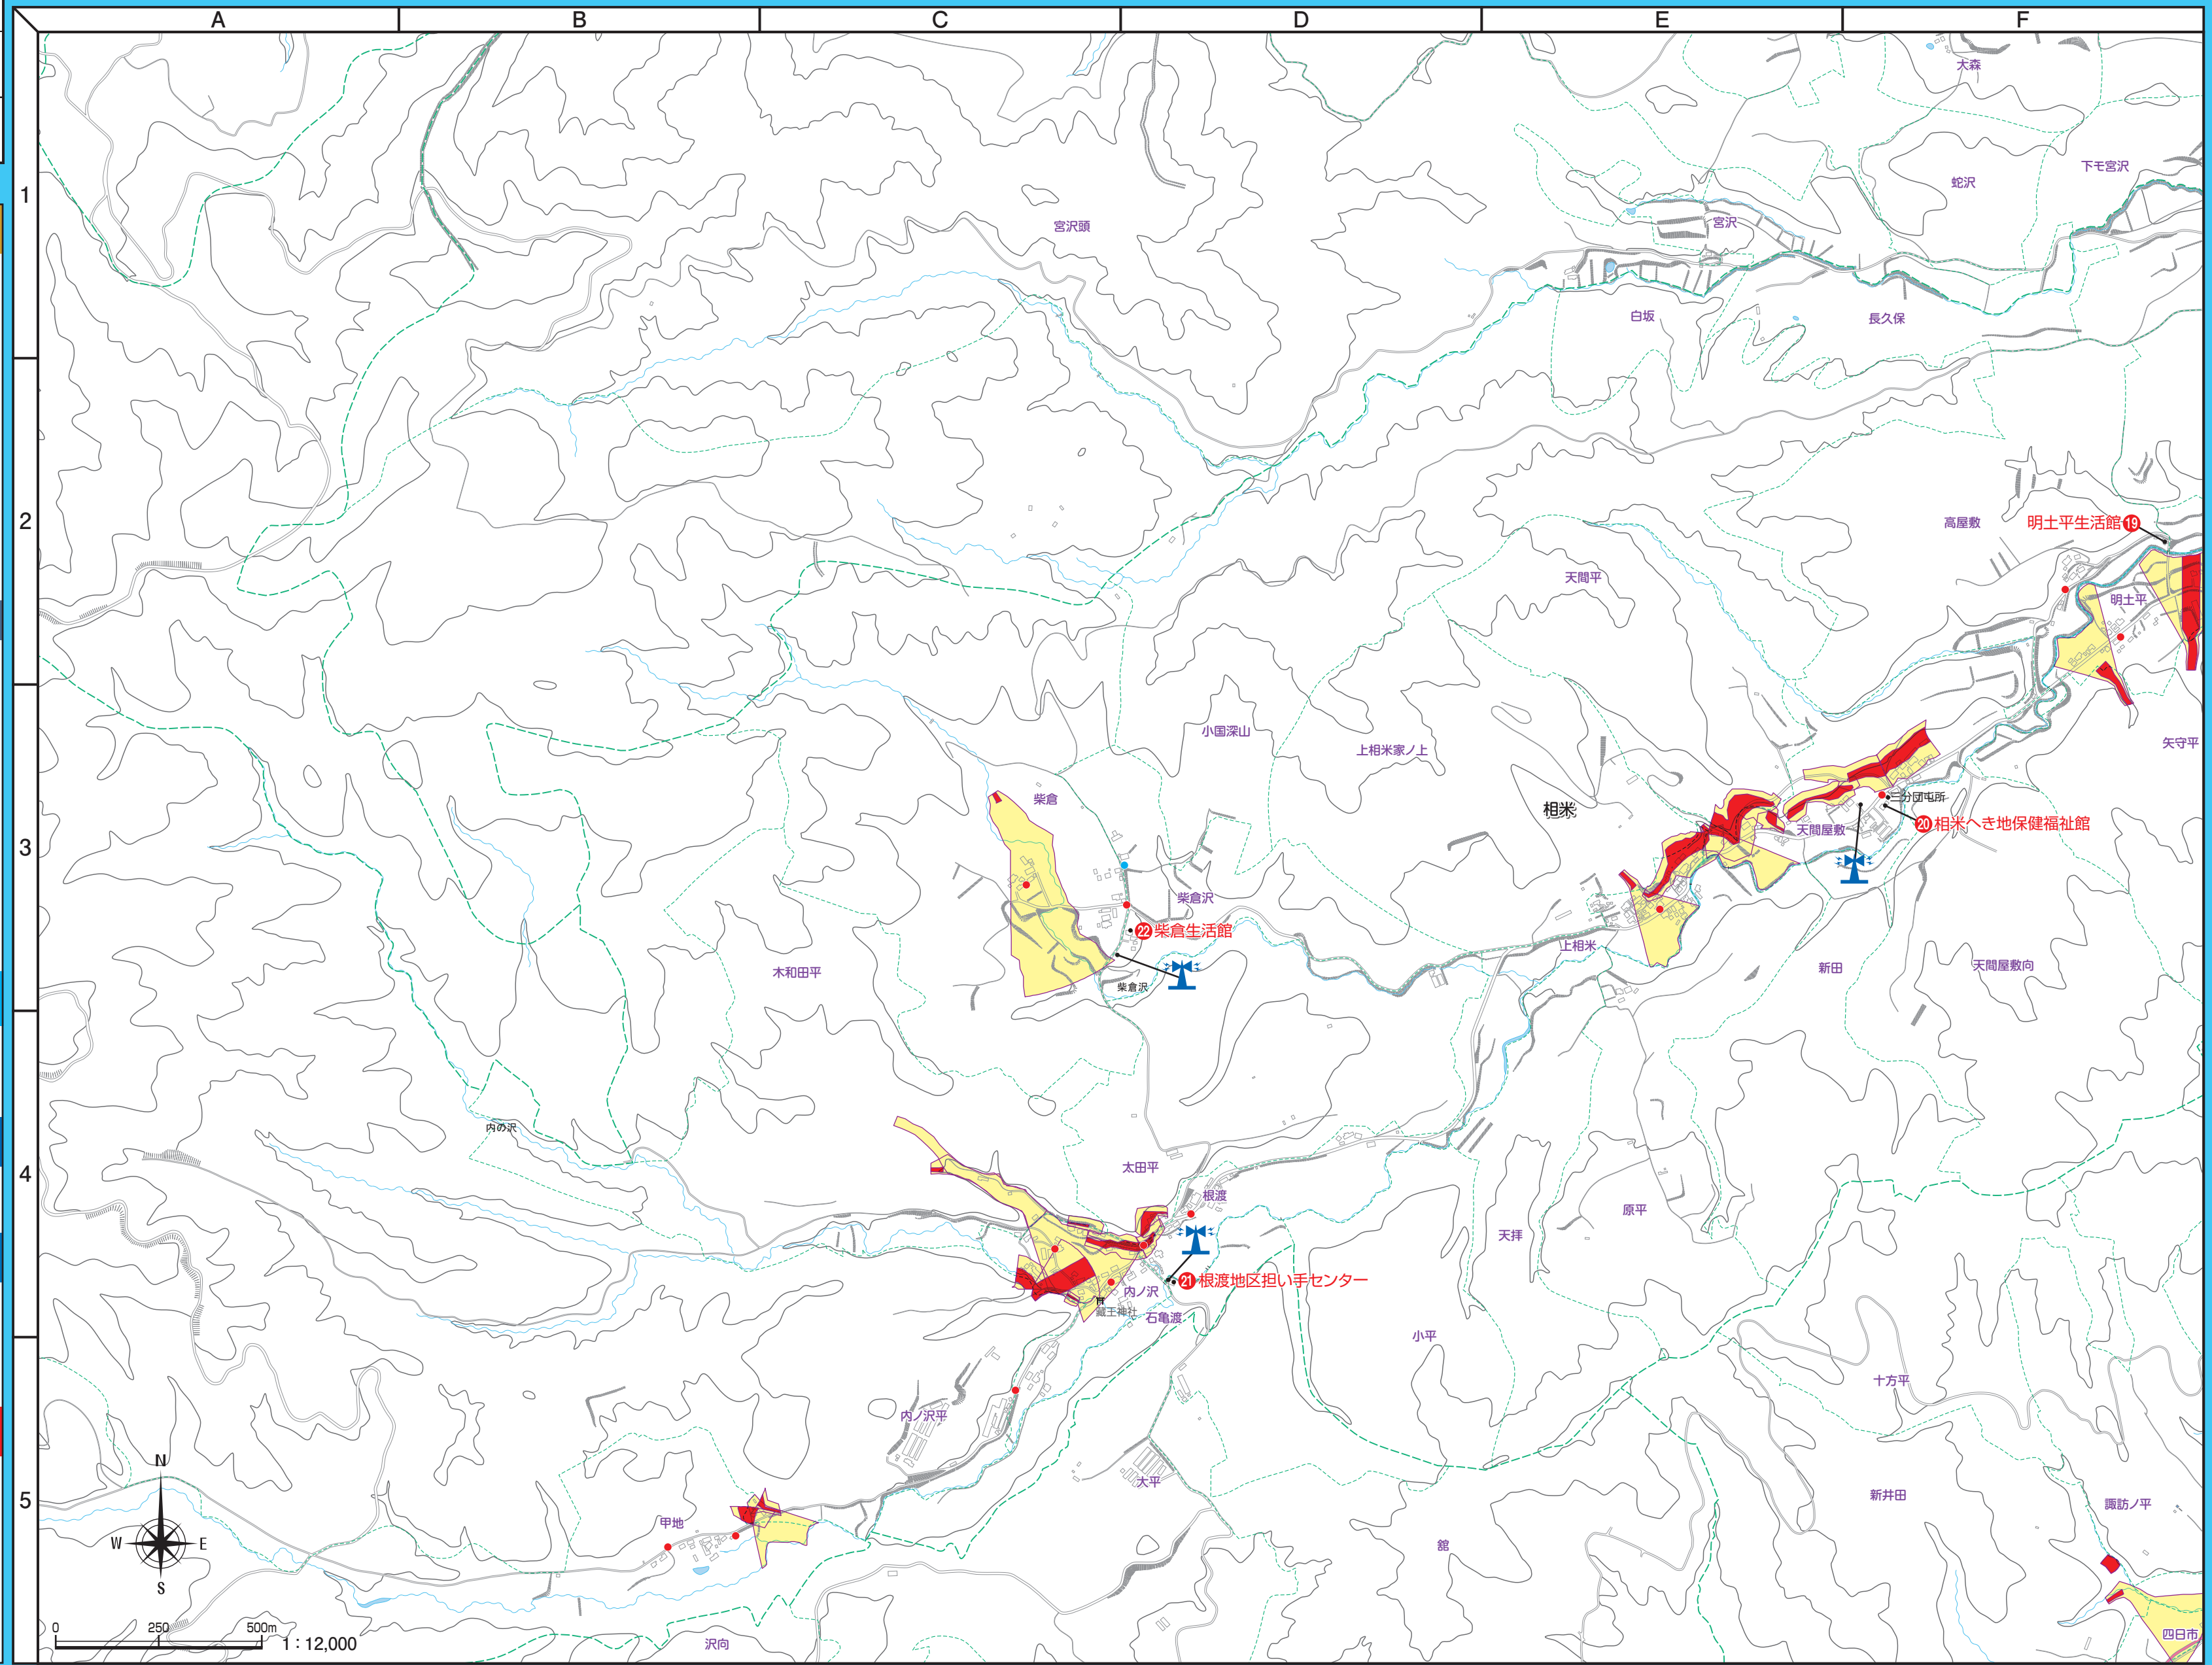 A
B
C
D
E
F
1
2
3
4
5
大森
下モ宮沢
蛇沢
宮沢頭
宮沢
白坂
長久保
高屋敷
明土平生活館⑲
天間平
明土平
小国深山
上相米家ノ上
矢守平
柴倉
相米
三分団屯所
天間屋敷
⑳相米へき地保健福祉館
柴倉沢
㉒柴倉生活館
上相米
木和田平
新田
天間屋敷向
柴倉沢
内の沢
太田平
根渡
原平
天拝
㉑根渡地区担い手センター
内ノ沢
蔵王神社
石亀渡
小平
十方平
内ノ沢平
大平
新井田
諏訪ノ平
甲地
舘
N
W
E
S
0
250
500m
1：12,000
沢向
四日市